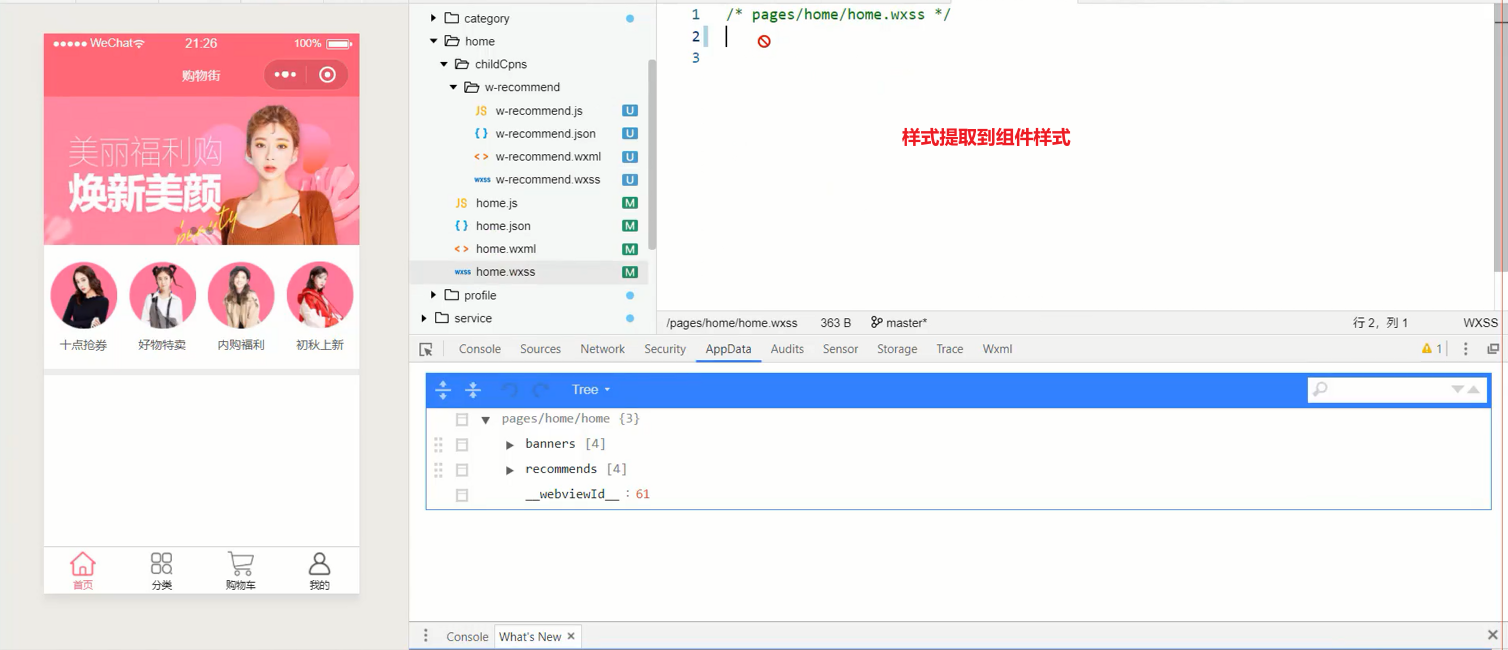 ●●●●● WeChat
21:26
100%
购物街
美丽福利购
焕新美颜
beauty
十点抢券
好物特卖
内购福利
初秋上新
首页
分类
购物车
我的
category
home
childCpns
w-recommend
JS w-recommend.js U
{ } w-recommend.json U
< > w-recommend.wxml U
wxss w-recommend.wxss U
JS home.js M
{ } home.json M
< > home.wxml M
wxss home.wxss M
profile
service
1 /* pages/home/home.wxss */
2
3
样式提取到组件样式
/pages/home/home.wxss 363 B master* 行 2，列 1 WXSS
Console Sources Network Security AppData Audits Sensor Storage Trace Wxml 1
Tree
pages/home/home {3}
banners [4]
recommends [4]
__webviewId__ : 61
Console What's New ×